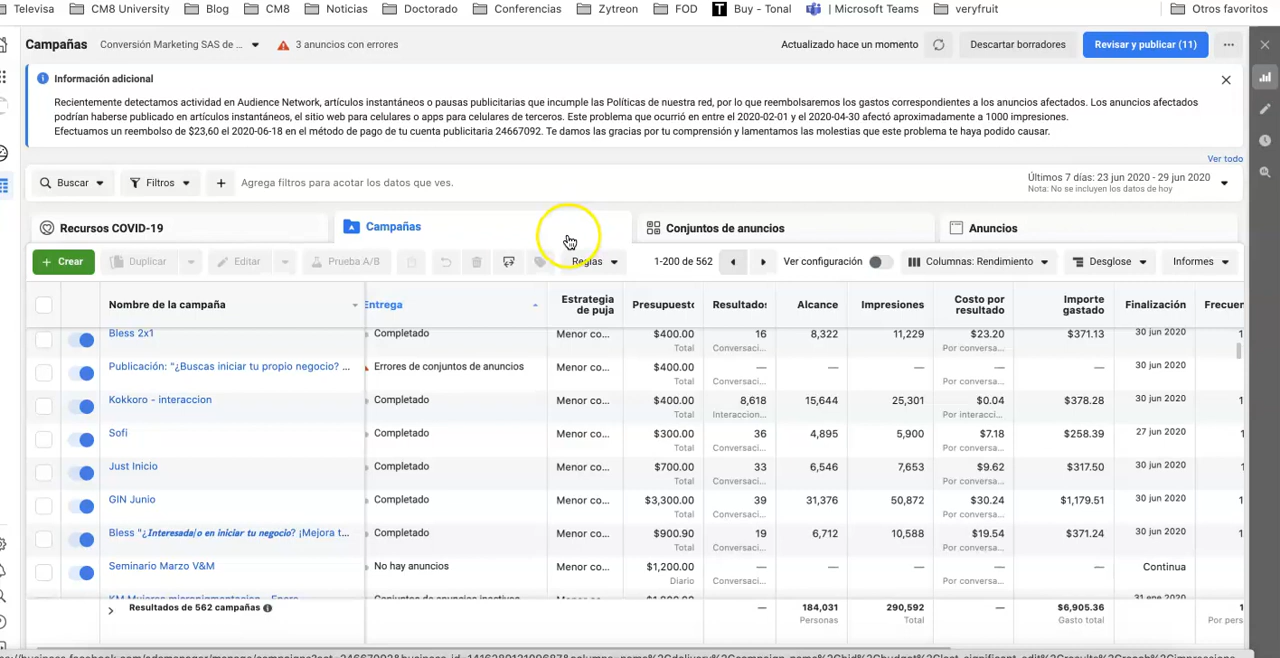 Televisa CM8 University Blog CM8 Noticias Doctorado Conferencias Zytreon FOD Buy - Tonal | Microsoft Teams veryfruit Otros favoritos
Campañas Conversión Marketing SAS de ... 3 anuncios con errores Actualizado hace un momento Descartar borradores Revisar y publicar (11)
Información adicional
Recientemente detectamos actividad en Audience Network, artículos instantáneos o pausas publicitarias que incumple las Políticas de nuestra red, por lo que reembolsaremos los gastos correspondientes a los anuncios afectados. Los anuncios afectados
podrían haberse publicado en artículos instantáneos, el sitio web para celulares o apps para celulares de terceros. Este problema que ocurrió en entre el 2020-02-01 y el 2020-04-30 afectó aproximadamente a 1000 impresiones.
Efectuamos un reembolso de $23,60 el 2020-06-18 en el método de pago de tu cuenta publicitaria 24667092. Te damos las gracias por tu comprensión y lamentamos las molestias que este problema te haya podido causar.
Ver todo
Buscar Filtros + Agrega filtros para acotar los datos que ves. Últimos 7 días: 23 jun 2020 - 29 jun 2020
Nota: No se incluyen los datos de hoy
Recursos COVID-19 Campañas Conjuntos de anuncios Anuncios
+ Crear Duplicar Editar Prueba A/B Reglas 1-200 de 562 Ver configuración Columnas: Rendimiento Desglose Informes
Nombre de la campaña Entrega Estrategia de puja Presupuesto Resultados Alcance Impresiones Costo por resultado Importe gastado Finalización Frecuen
Bless 2x1 Completado Menor co... $400.00 16 8,322 11,229 $23.20 $371.13 30 jun 2020 1
Total Conversaci... Por conversa...
Publicación: "¿Buscas iniciar tu propio negocio? ... Errores de conjuntos de anuncios Menor co... $400.00 — — — — — 30 jun 2020
Total Conversaci... Por conversa...
Kokkoro - interaccion Completado Menor co... $400.00 8,618 15,644 25,301 $0.04 $378.28 30 jun 2020 1
Total Interaccion... Por interacci...
Sofi Completado Menor co... $300.00 36 4,895 5,900 $7.18 $258.39 27 jun 2020 1
Total Conversaci... Por conversa...
Just Inicio Completado Menor co... $700.00 33 6,546 7,653 $9.62 $317.50 30 jun 2020 1
Total Conversaci... Por conversa...
GIN Junio Completado Menor co... $3,300.00 39 31,376 50,872 $30.24 $1,179.51 30 jun 2020 1
Total Conversaci... Por conversa...
Bless "¿Interesada|o en iniciar tu negocio? ¡Mejora t... Completado Menor co... $900.90 19 6,712 10,588 $19.54 $371.24 30 jun 2020 1
Total Conversaci... Por conversa...
Seminario Marzo V&M No hay anuncios Menor co... $1,200.00 — — — — — Continua
Diario Conversaci... Por conversa...
Resultados de 562 campañas — 184,031 290,592 — $6,905.36 1
Personas Total Gasto total Por pers